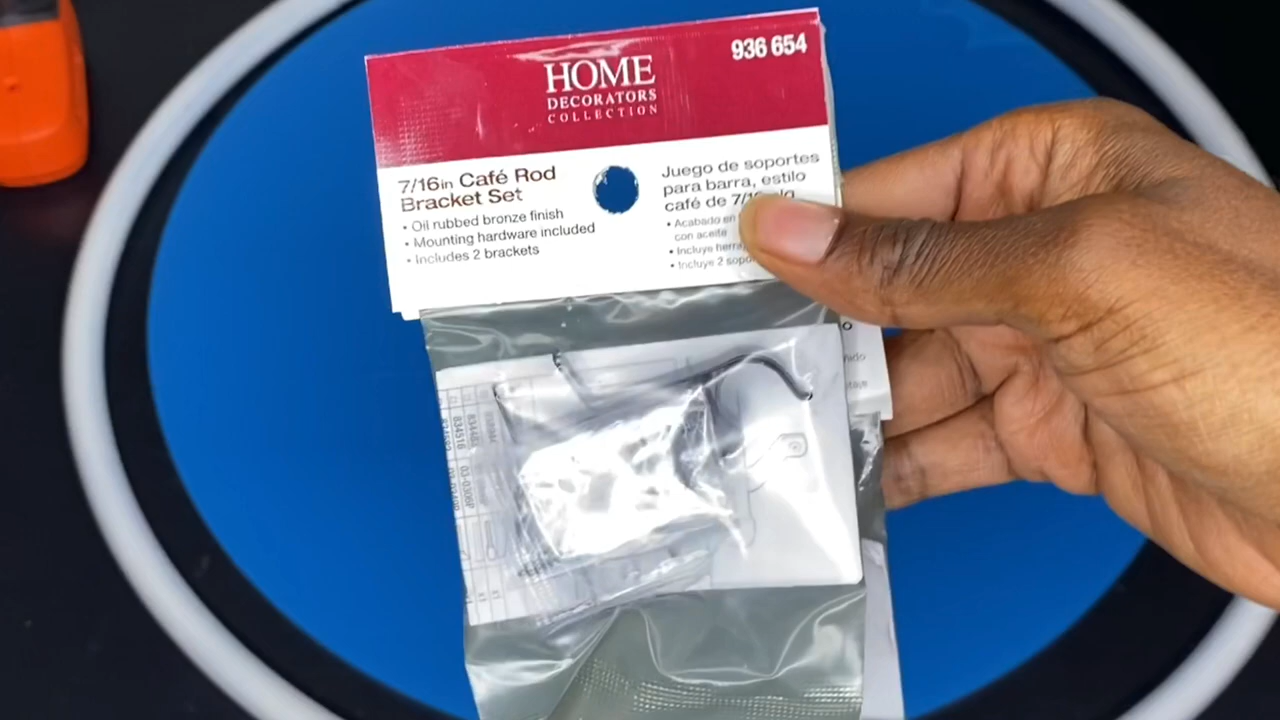 HOME
DECORATORS
COLLECTION
936 654
7/16in Café Rod
Bracket Set
• Oil rubbed bronze finish
• Mounting hardware included
• Includes 2 brackets
Juego de soportes
para barra, estilo
café de
• Acabado en
con aceite
• Incluye
• Incluye 2
834516